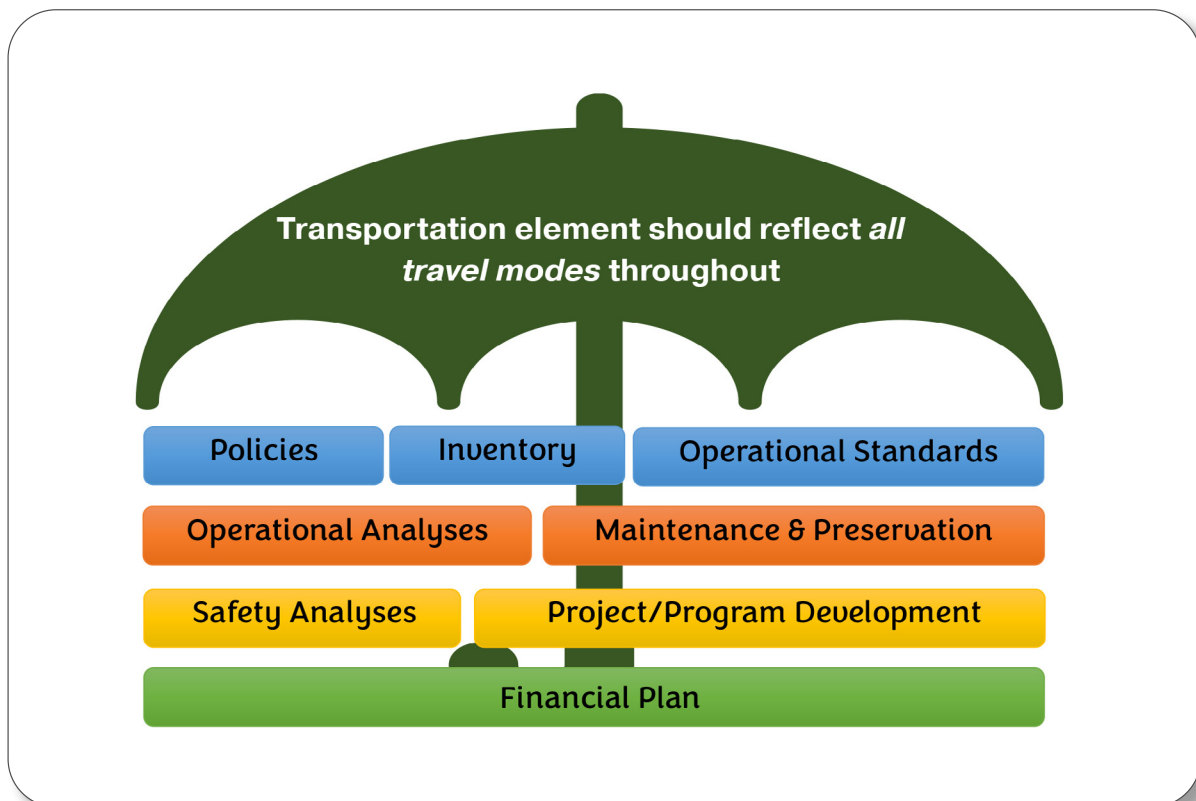 Transportation element should reflect all
travel modes throughout
Policies
Inventory
Operational Standards
Operational Analyses
Maintenance & Preservation
Safety Analyses
Project/Program Development
Financial Plan